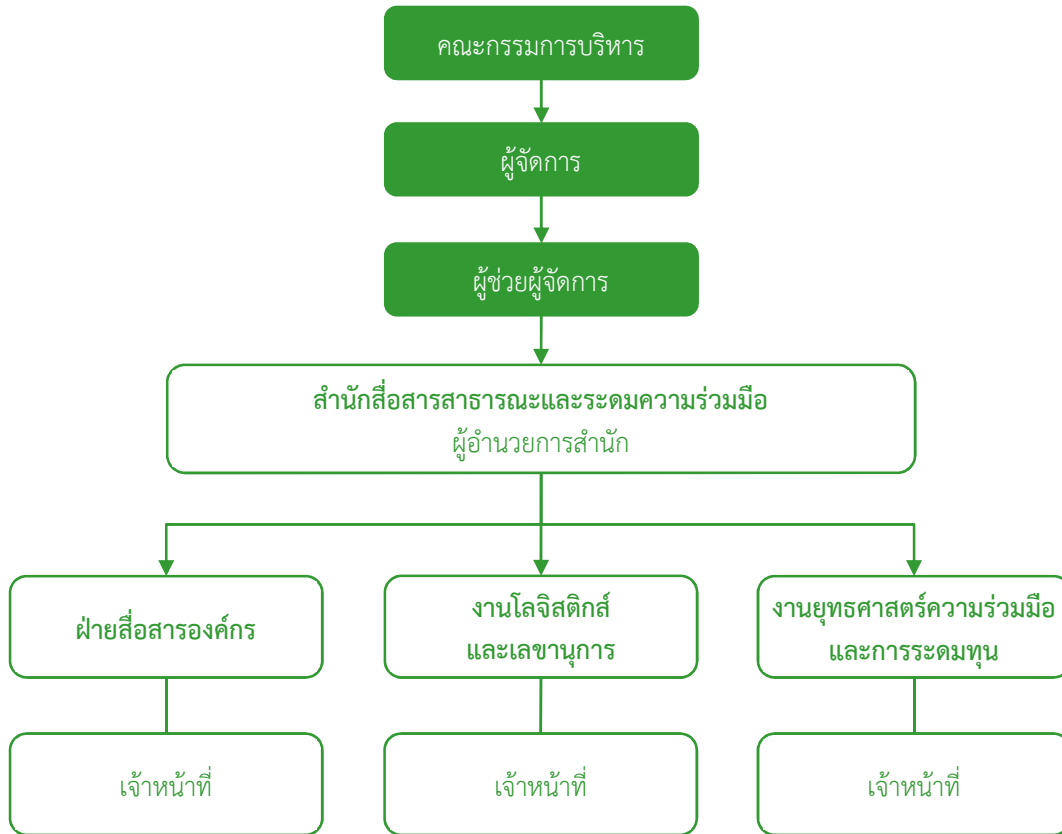 คณะกรรมการบริหาร
ผู้จัดการ
ผู้ช่วยผู้จัดการ
สำนักสื่อสารสาธารณะและระดมความร่วมมือ
ผู้อำนวยการสำนัก
ฝ่ายสื่อสารองค์กร
งานโลจิสติกส์
และเลขานุการ
งานยุทธศาสตร์ความร่วมมือ
และการระดมทุน
เจ้าหน้าที่
เจ้าหน้าที่
เจ้าหน้าที่